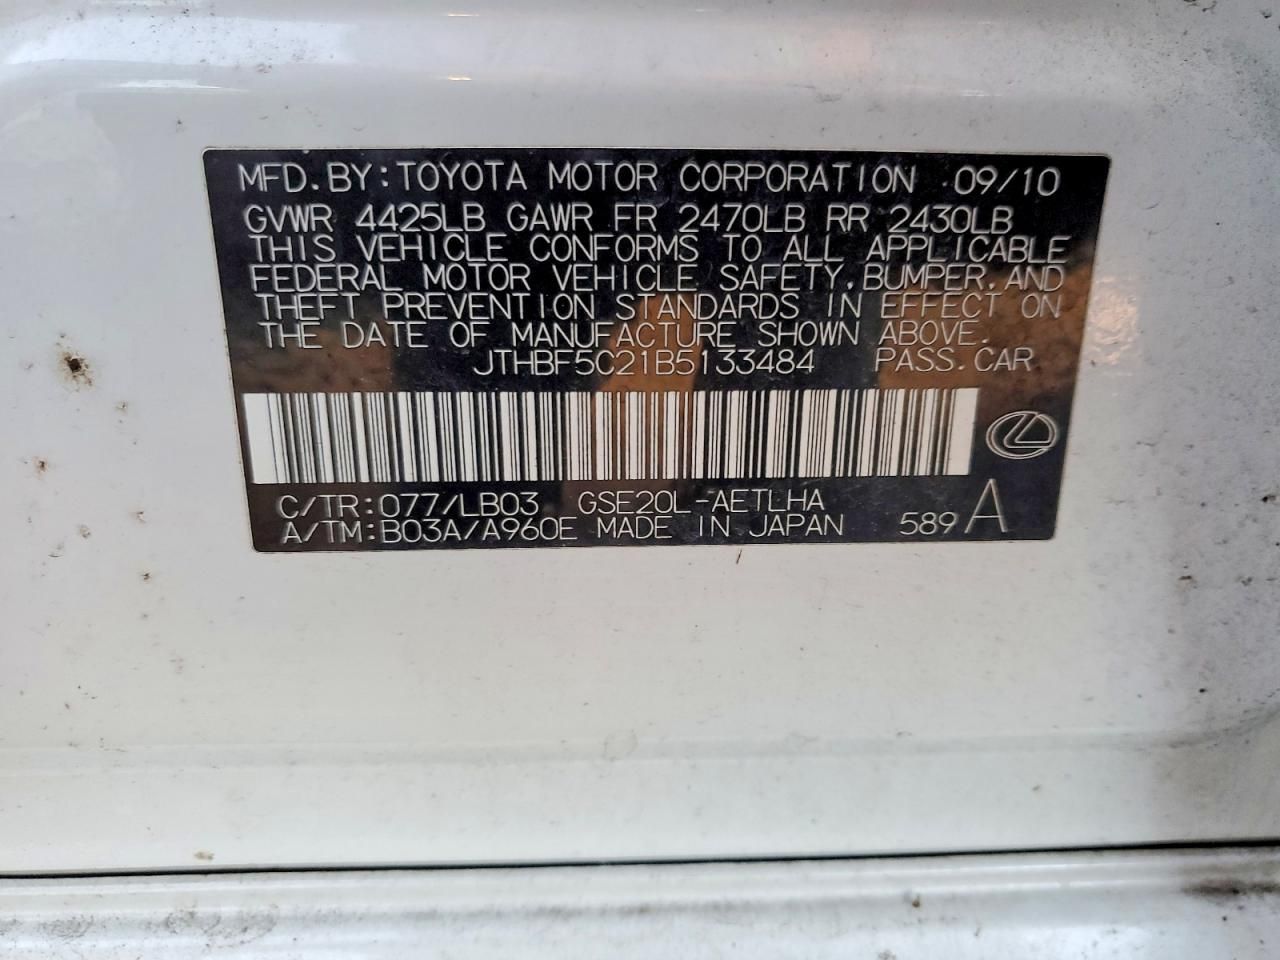 MFD.BY:TOYOTA MOTOR CORPORATION 09/10
GVWR 4425LB GAWR FR 2470LB RR 2430LB
THIS VEHICLE CONFORMS TO ALL APPLICABLE
FEDERAL MOTOR VEHICLE SAFETY,BUMPER,AND
THEFT PREVENTION STANDARDS IN EFFECT ON
THE DATE OF MANUFACTURE SHOWN ABOVE.
JTHBF5C21B5133484 PASS.CAR
C/TR:077/LB03 GSE20L-AETLHA
A/TM:B03A/A960E MADE IN JAPAN 589A